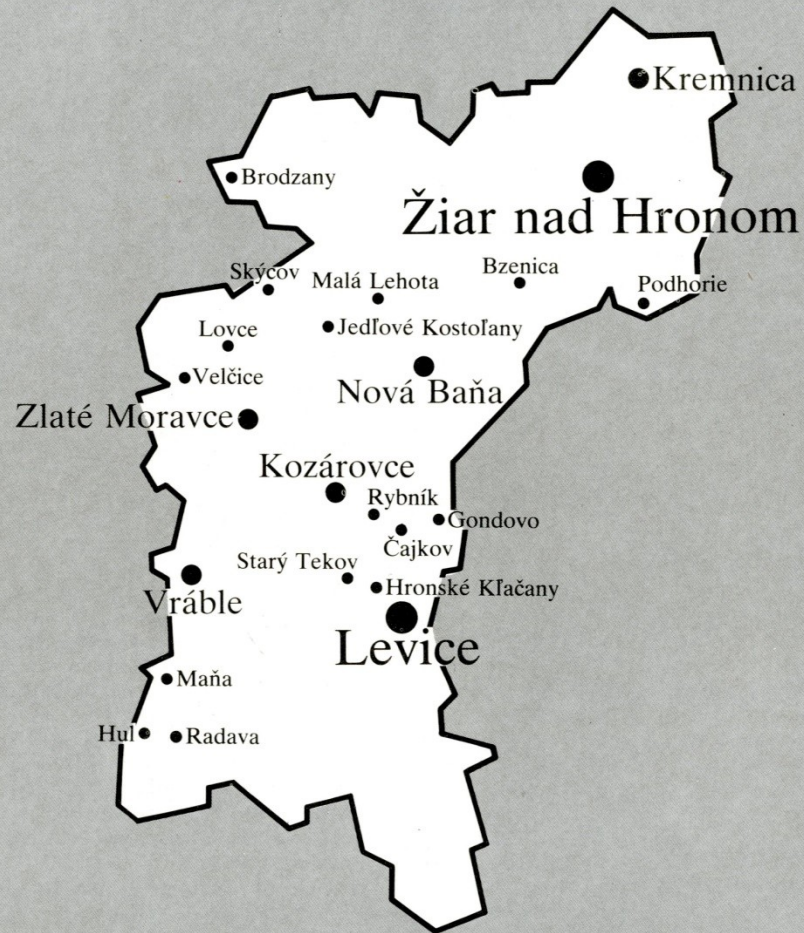 Kremnica
Brodzany
Žiar nad Hronom
Skýcov
Malá Lehota
Bzenica
Podhorie
Lovce
Jedľové Kostoľany
Velčice
Nová Baňa
Zlaté Moravce
Kozárovce
Rybník
Gondovo
Čajkov
Starý Tekov
Hronské Kľačany
Vráble
Levice
Maňa
Hul
Radava